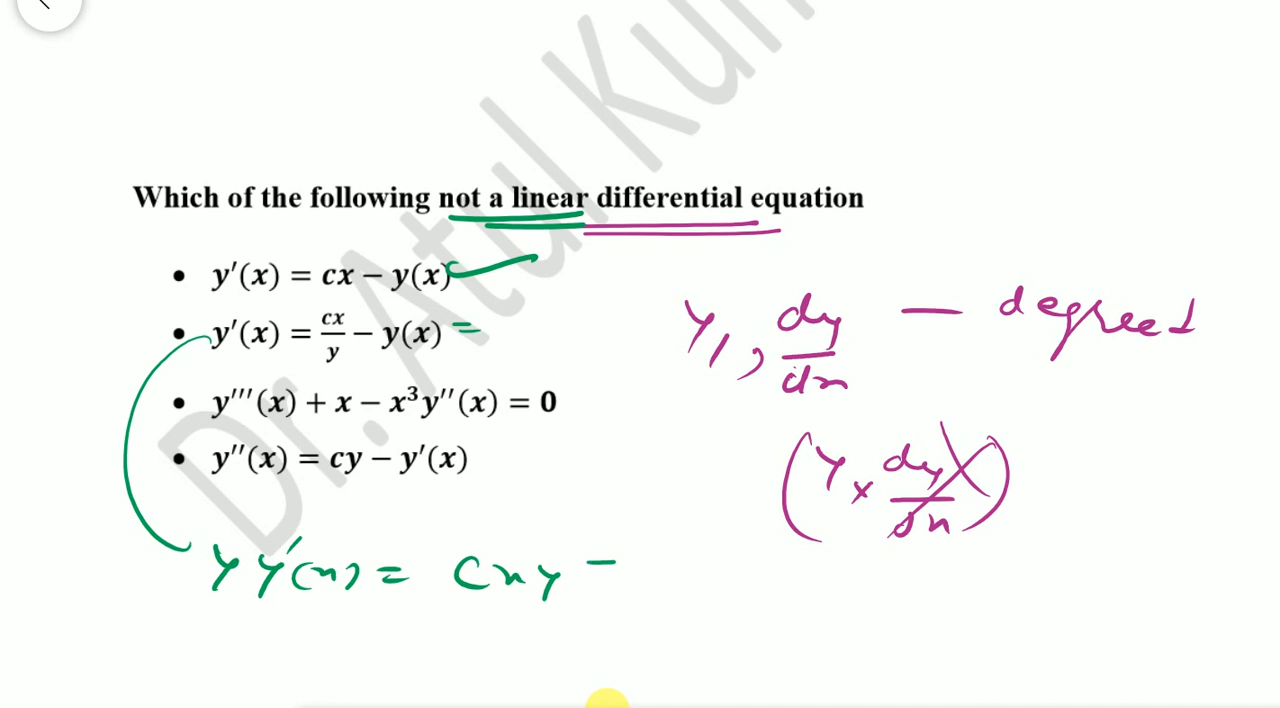 Dr. Atul Kum
Which of the following not a linear differential equation
• y′(x) = cx − y(x)
• y′(x) = cx/y − y(x) =
• y′′′(x) + x − x³y′′(x) = 0
• y′′(x) = cy − y′(x)
y, dy/dx — degree 1
(y × dy/dx)
y y′(x) = cxy −